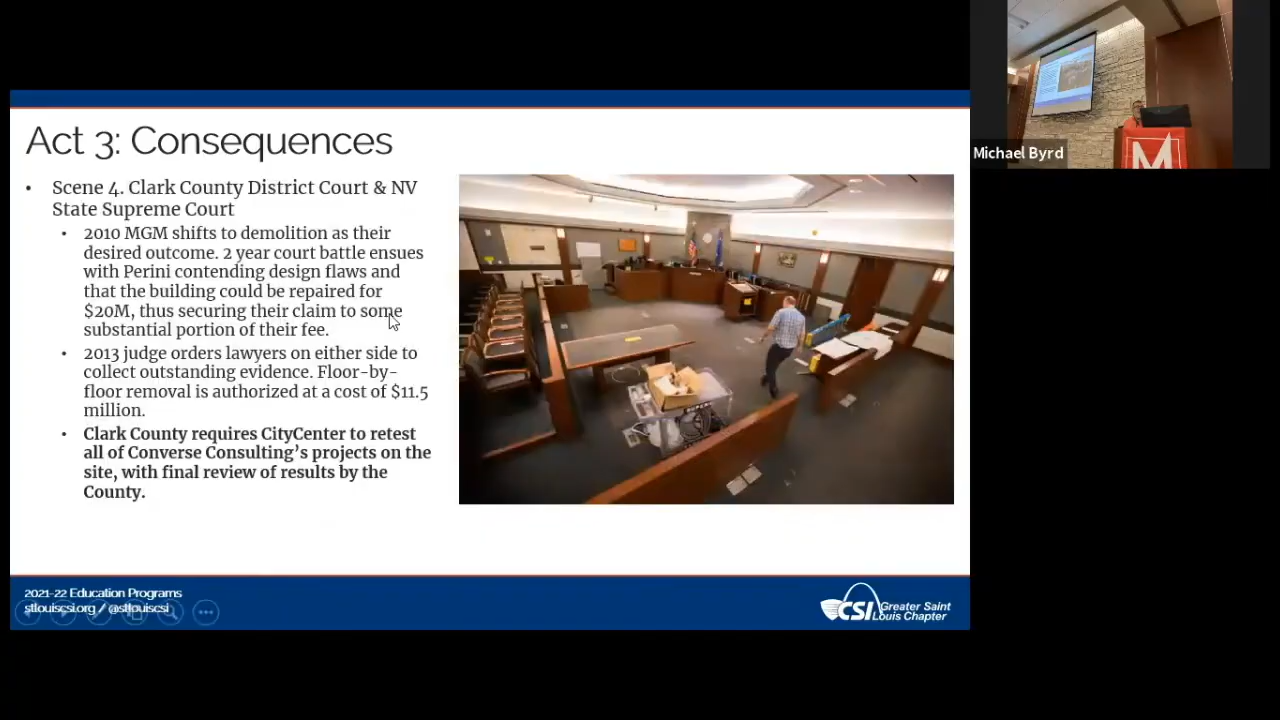 Act 3: Consequences
• Scene 4. Clark County District Court & NV
State Supreme Court
• 2010 MGM shifts to demolition as their
desired outcome. 2 year court battle ensues
with Perini contending design flaws and
that the building could be repaired for
$20M, thus securing their claim to some
substantial portion of their fee.
• 2013 judge orders lawyers on either side to
collect outstanding evidence. Floor-by-
floor removal is authorized at a cost of $11.5
million.
• Clark County requires CityCenter to retest
all of Converse Consulting's projects on the
site, with final review of results by the
County.
2021-22 Education Programs
stlouiscsi.org / @stlouiscsi
CSI Greater Saint
Louis Chapter
Michael Byrd
M